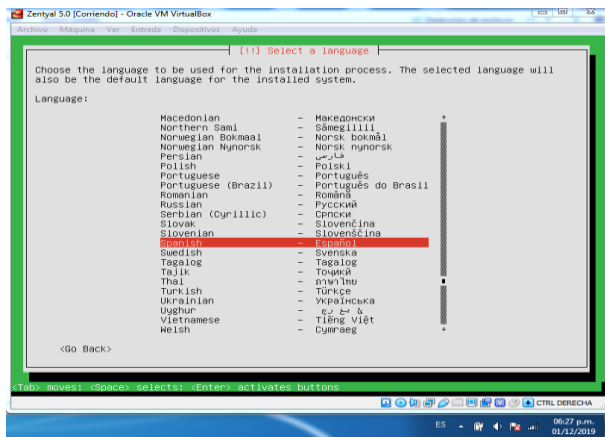 Zentyal 5.0 [Corriendo] - Oracle VM VirtualBox
Archivo Máquina Ver Entrada Dispositivos Ayuda
[!!] Select a language
Choose the language to be used for the installation process. The selected language will
also be the default language for the installed system.
Language:
Macedonian - Македонски
Northern Sami - Sámegillii
Norwegian Bokmaal - Norsk bokmål
Norwegian Nynorsk - Norsk nynorsk
Persian - فارسی
Polish - Polski
Portuguese - Português
Portuguese (Brazil) - Português do Brasil
Romanian - Română
Russian - Русский
Serbian (Cyrillic) - Српски
Slovak - Slovenčina
Slovenian - Slovenščina
Spanish - Español
Swedish - Svenska
Tagalog - Tagalog
Tajik - Тоҷикӣ
Thai - ภาษาไทย
Turkish - Türkçe
Ukrainian - Українська
Uyghur -
Vietnamese - Tiếng Việt
Welsh - Cymraeg
<Go Back>
<Tab> moves; <Space> selects; <Enter> activates buttons
CTRL DERECHA
ES 06:27 p.m.
01/12/2019